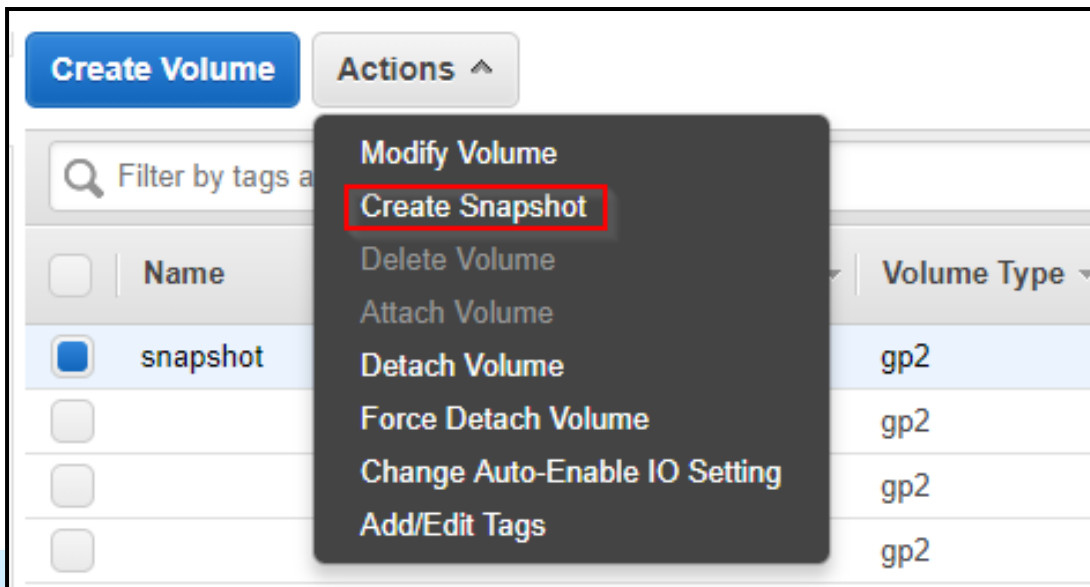 Create Volume Actions
Filter by tags a
Modify Volume
Create Snapshot
Delete Volume
Attach Volume
Detach Volume
Force Detach Volume
Change Auto-Enable IO Setting
Add/Edit Tags
Name Volume Type
snapshot gp2
gp2
gp2
gp2